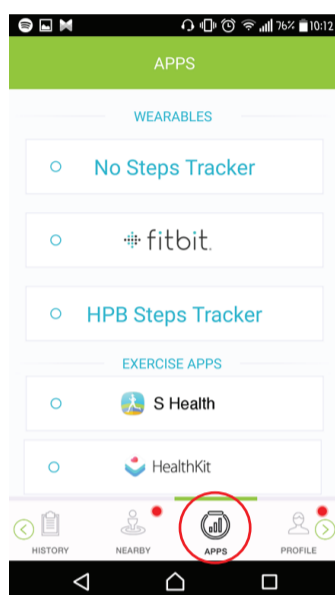 76% 10:12
APPS
WEARABLES
No Steps Tracker
fitbit.
HPB Steps Tracker
EXERCISE APPS
S Health
HealthKit
HISTORY NEARBY APPS PROFILE